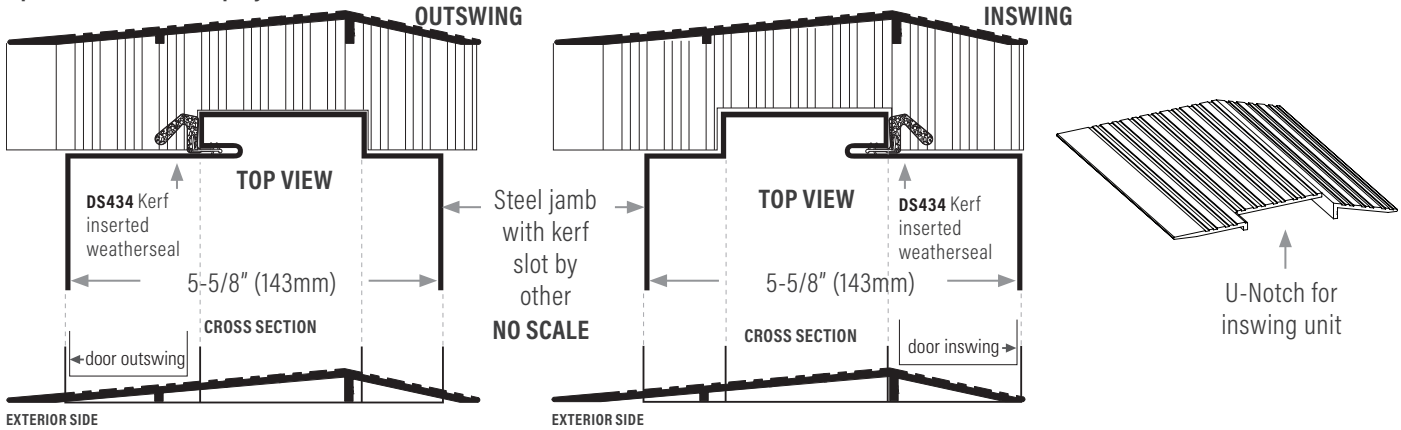 OUTSWING
INSWING
TOP VIEW
DS434 Kerf
inserted
weatherseal
5-5/8" (143mm)
CROSS SECTION
door outswing
EXTERIOR SIDE
Steel jamb
with kerf
slot by
other
NO SCALE
TOP VIEW
DS434 Kerf
inserted
weatherseal
5-5/8" (143mm)
CROSS SECTION
door inswing
EXTERIOR SIDE
U-Notch for
inswing unit